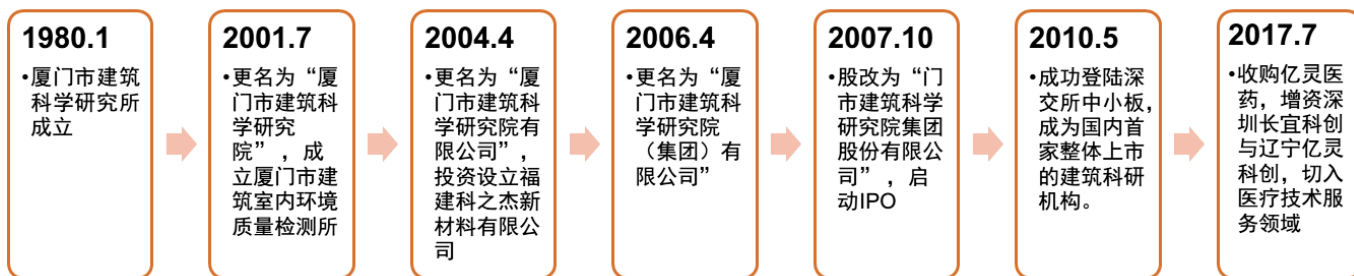 1980.1
•厦门市建筑
科学研究所
成立
2001.7
•更名为“厦
门市建筑科
学研究
院”，成
立厦门市建
筑室内环境
质量检测所
2004.4
•更名为“厦
门市建筑科
学研究院有
限公司”，
投资设立福
建科之杰新
材料有限公
司
2006.4
•更名为“厦
门市建筑科
学研究院
（集团）有
限公司”
2007.10
•股改为“门
市建筑科学
研究院集团
股份有限公
司”，启
动IPO
2010.5
•成功登陆深
交所中小板，
成为国内首
家整体上市
的建筑科研
机构。
2017.7
•收购亿灵医
药，增资深
圳长宜科创
与辽宁亿灵
科创，切入
医疗技术服
务领域